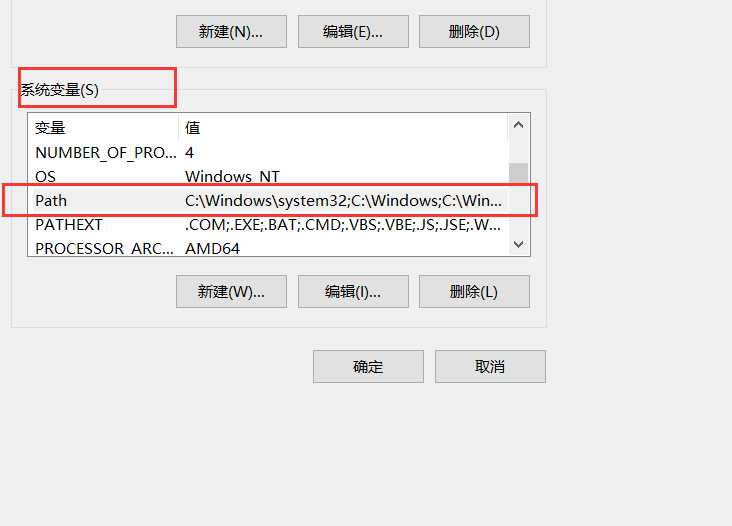 新建(N)... 编辑(E)... 删除(D)
系统变量(S)
变量 值
NUMBER_OF_PRO... 4
OS Windows_NT
Path C:\Windows\system32;C:\Windows;C:\Win...
PATHEXT .COM;.EXE;.BAT;.CMD;.VBS;.VBE;.JS;.JSE;.W...
PROCESSOR_ARC... AMD64
新建(W)... 编辑(I)... 删除(L)
确定 取消